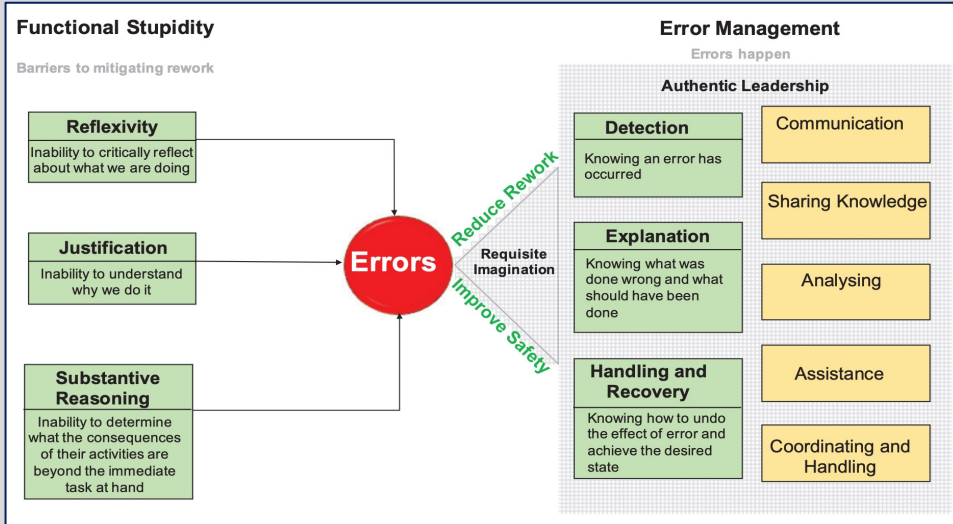 Functional Stupidity
Barriers to mitigating rework
Reflexivity
Inability to critically reflect
about what we are doing
Justification
Inability to understand
why we do it
Substantive
Reasoning
Inability to determine
what the consequences
of their activities are
beyond the immediate
task at hand
Errors
Reduce Rework
Requisite
Imagination
Improve Safety
Error Management
Errors happen
Authentic Leadership
Detection
Knowing an error has
occurred
Explanation
Knowing what was
done wrong and what
should have been
done
Handling and
Recovery
Knowing how to undo
the effect of error and
achieve the desired
state
Communication
Sharing Knowledge
Analysing
Assistance
Coordinating and
Handling